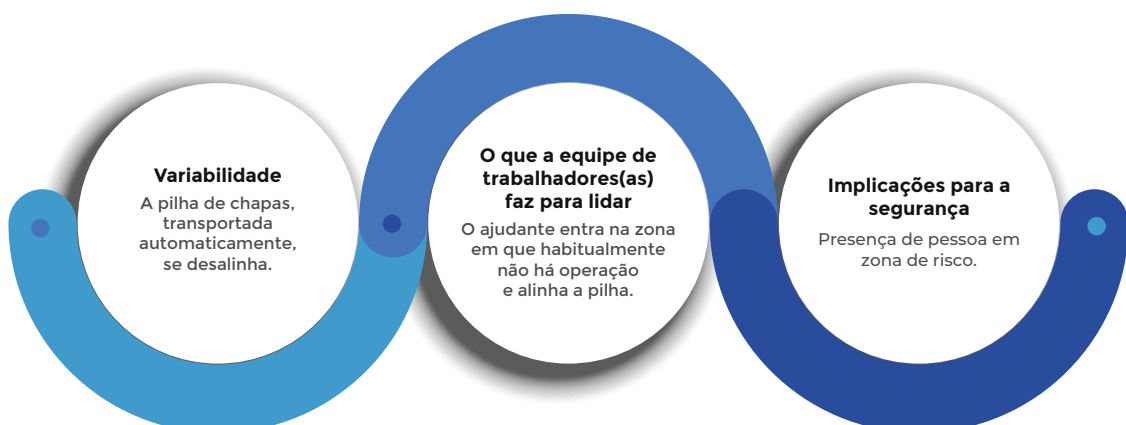 Variabilidade
A pilha de chapas,
transportada
automaticamente,
se desalinha.
O que a equipe de
trabalhadores(as)
faz para lidar
O ajudante entra na zona
em que habitualmente
não há operação
e alinha a pilha.
Implicações para a
segurança
Presença de pessoa em
zona de risco.